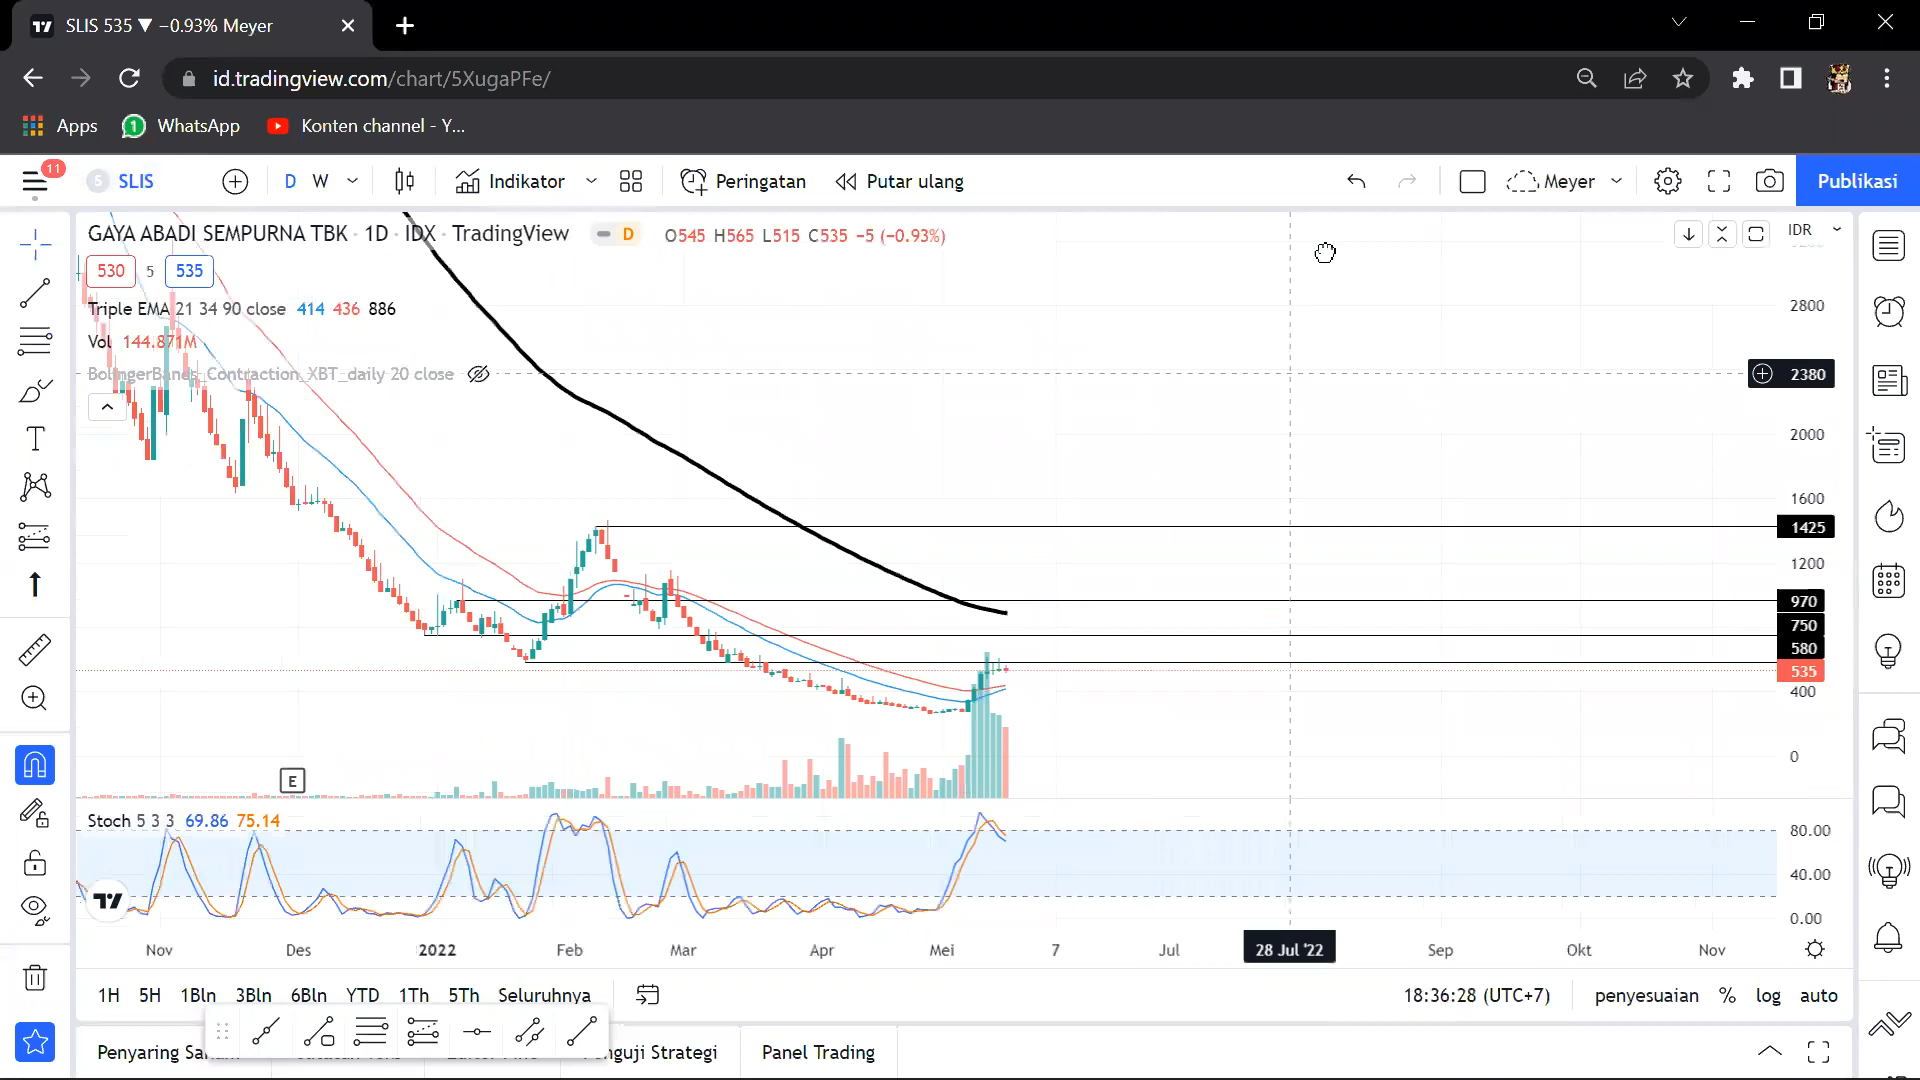 SLIS 535 ▼ −0.93% Meyer
id.tradingview.com/chart/5XugaPFe/
Apps
1
WhatsApp
Konten channel - Y...
11
S SLIS
D W
Indikator
Peringatan
Putar ulang
Meyer
Publikasi
GAYA ABADI SEMPURNA TBK · 1D · IDX · TradingView
D
O545 H565 L515 C535 −5 (−0.93%)
IDR
530 5 535
Triple EMA 21 34 90 close 414 436 886
Vol 144.871M
BolingerBands_Contraction_XBT_daily 20 close
2800
2380
2000
1600
1425
1200
970
750
580
535
400
0
E
Stoch 5 3 3 69.86 75.14
80.00
40.00
0.00
Nov Des 2022 Feb Mar Apr Mei 7 Jul 28 Jul '22 Sep Okt Nov
1H 5H 1Bln 3Bln 6Bln YTD 1Th 5Th Seluruhnya
18:36:28 (UTC+7)
penyesuaian % log auto
Penyaring
Strategi
Panel Trading